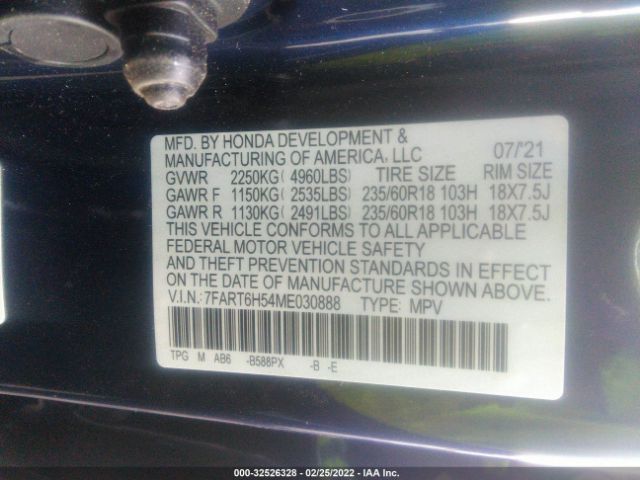 MFD. BY HONDA DEVELOPMENT &
MANUFACTURING OF AMERICA, LLC 07/'21
GVWR 2250KG( 4960LBS) TIRE SIZE RIM SIZE
GAWR F 1150KG( 2535LBS) 235/60R18 103H 18X7.5J
GAWR R 1130KG( 2491LBS) 235/60R18 103H 18X7.5J
THIS VEHICLE CONFORMS TO ALL APPLICABLE
FEDERAL MOTOR VEHICLE SAFETY
AND THEFT PREVENTION STANDARDS IN EFFECT
ON THE DATE OF MANUFACTURE SHOWN ABOVE.
V.I.N.: 7FART6H54ME030888 TYPE: MPV
TPG M AB6 -B588PX -B -E
000-32526328 - 02/25/2022 - IAA Inc.